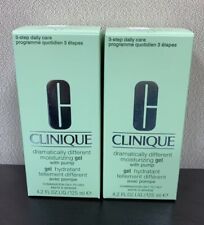 3-step daily care
programme quotidien 3 étapes
CLINIQUE
dramatically different
moisturizing gel
with pump
gel hydratant
tellement différent
avec pompe
4.2 FL.OZ.LIQ./125 ml ℮
3-step daily care
programme quotidien 3 étapes
CLINIQUE
dramatically different
moisturizing gel
with pump
gel hydratant
tellement différent
avec pompe
4.2 FL.OZ.LIQ./125 ml ℮